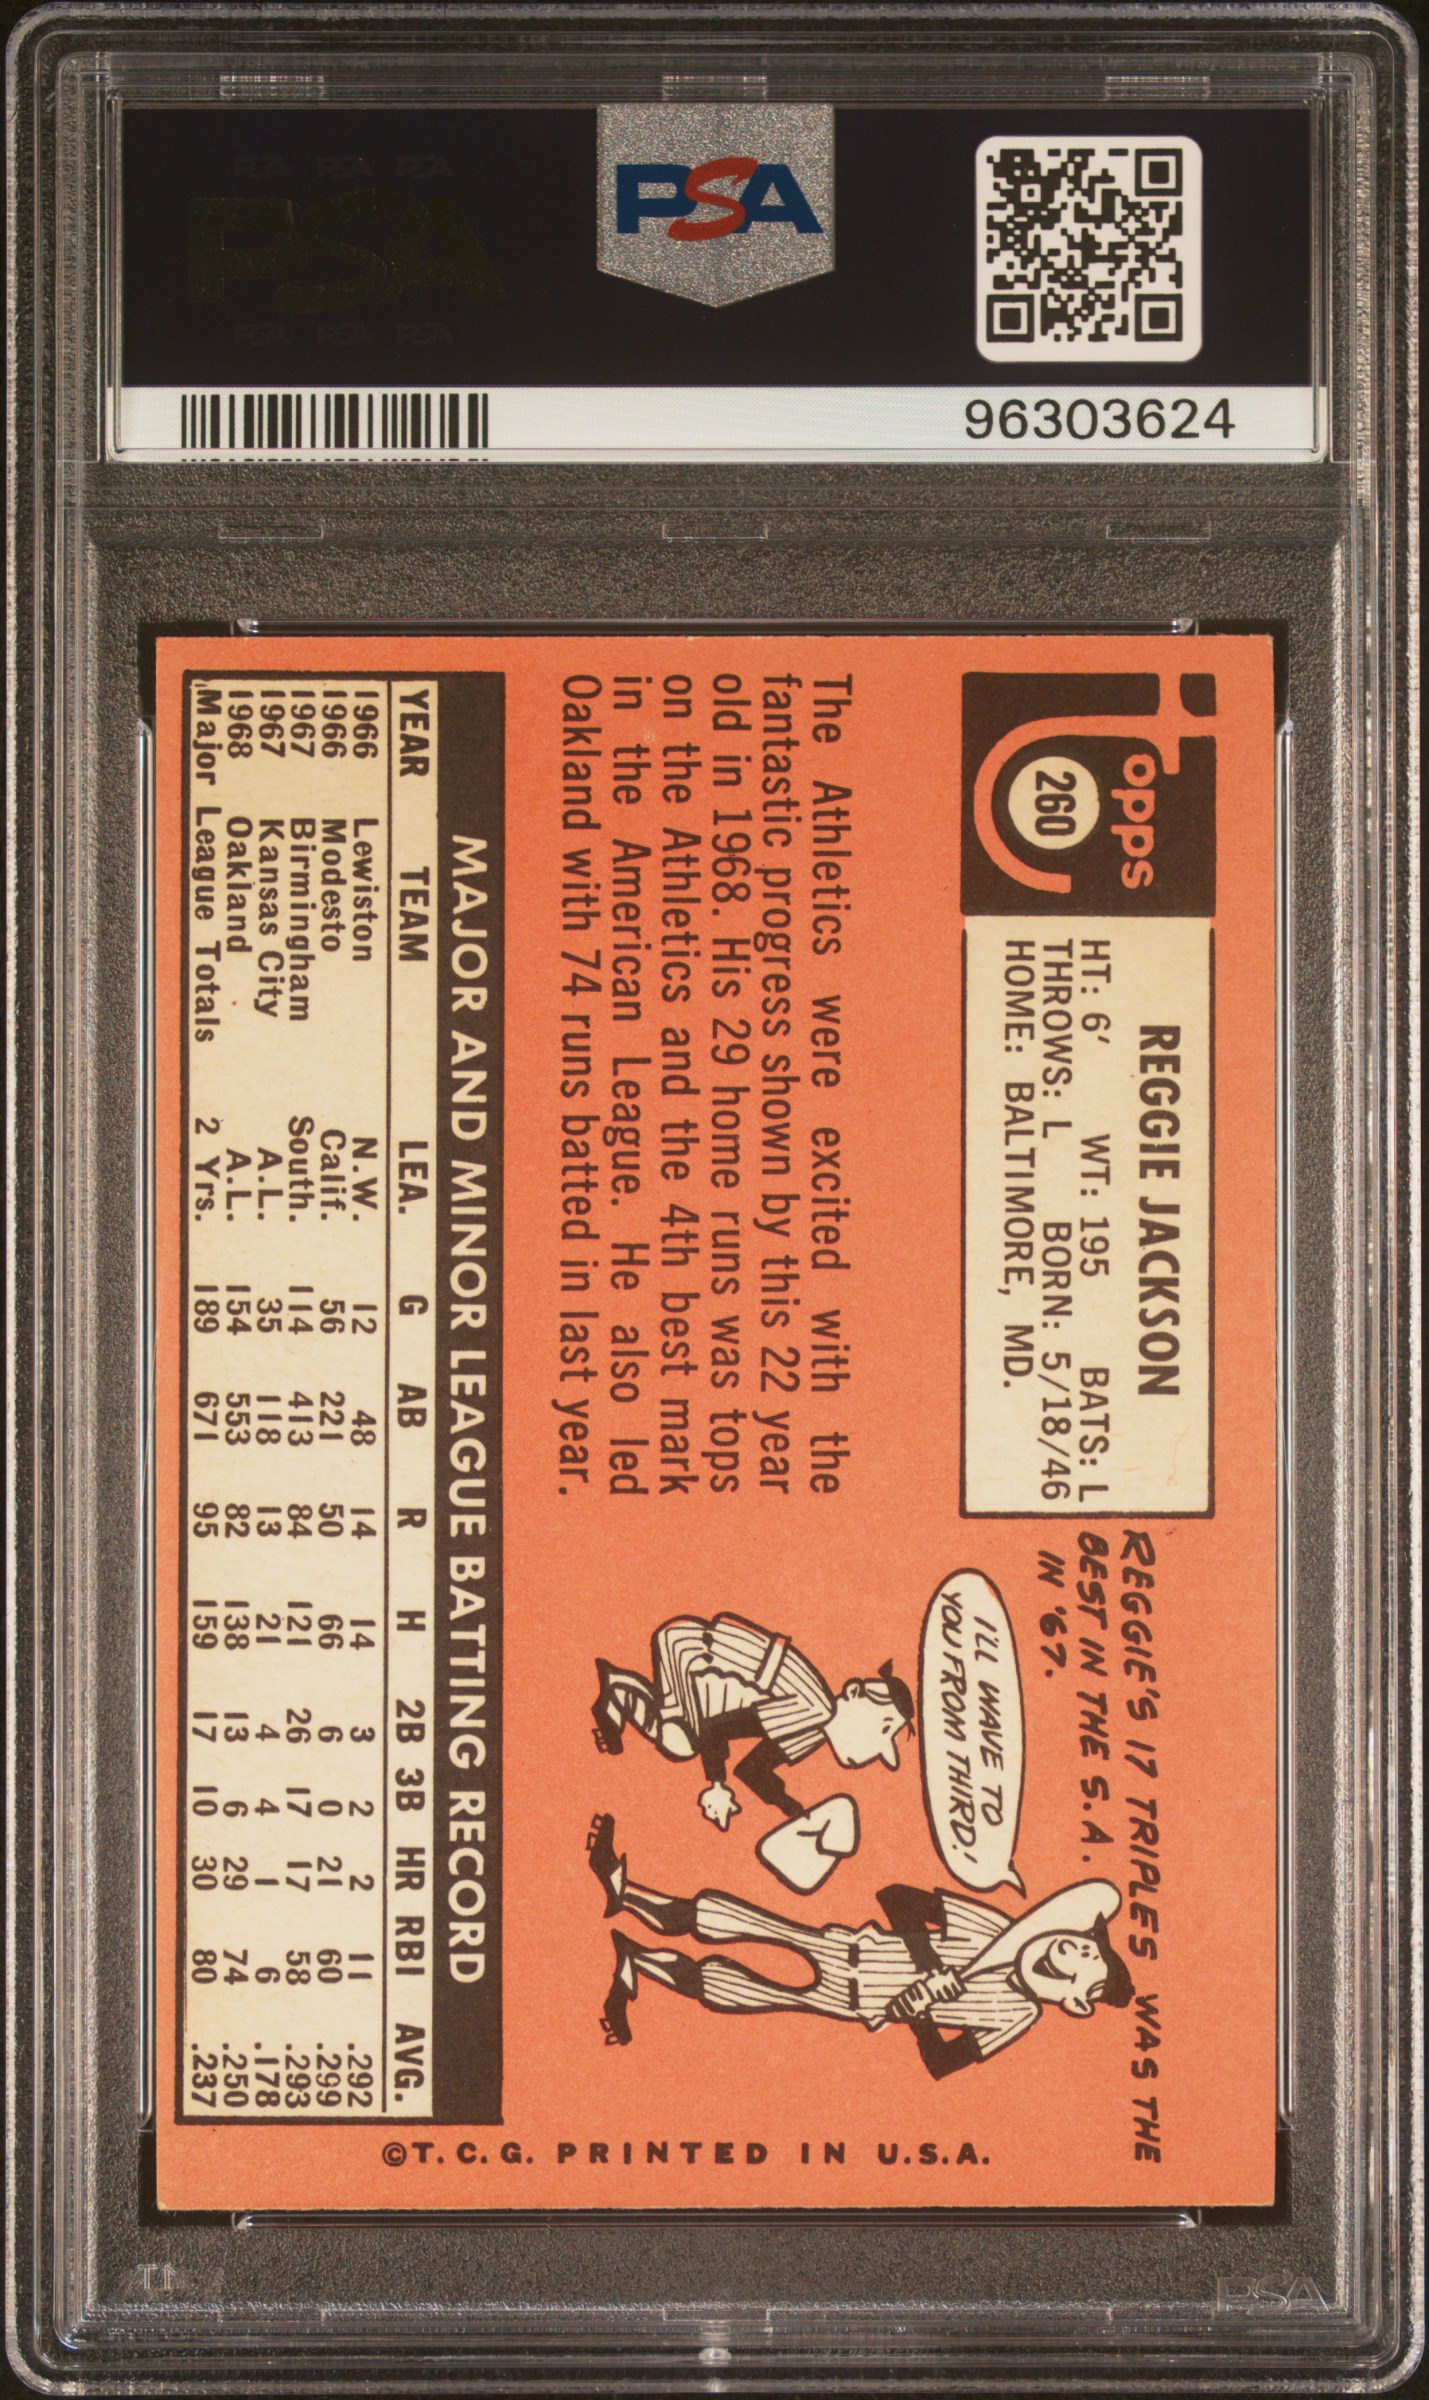 PSA
96303624
Topps
260
REGGIE JACKSON
HT: 6' WT: 195 BATS: L
THROWS: L BORN: 5/18/46
HOME: BALTIMORE, MD.
REGGIE'S 17 TRIPLES WAS THE
BEST IN THE S.A.
IN '67.
I'LL WAVE TO
YOU FROM THIRD!
The Athletics were excited with the
fantastic progress shown by this 22 year
old in 1968. His 29 home runs was tops
on the Athletics and the 4th best mark
in the American League. He also led
Oakland with 74 runs batted in last year.
MAJOR AND MINOR LEAGUE BATTING RECORD
YEAR TEAM LEA. G AB R H 2B 3B HR RBI AVG.
1966 Lewiston N.W. 12 48 14 14 3 2 2 11 .292
1966 Modesto Calif. 56 221 50 66 6 0 21 60 .299
1967 Birmingham South. 114 413 84 121 26 17 17 58 .293
1967 Kansas City A.L. 35 118 13 21 4 4 1 6 .178
1968 Oakland A.L. 154 553 82 138 13 6 29 74 .250
Major League Totals 2 Yrs. 189 671 95 159 17 10 30 80 .237
©T.C.G. PRINTED IN U.S.A.
PSA